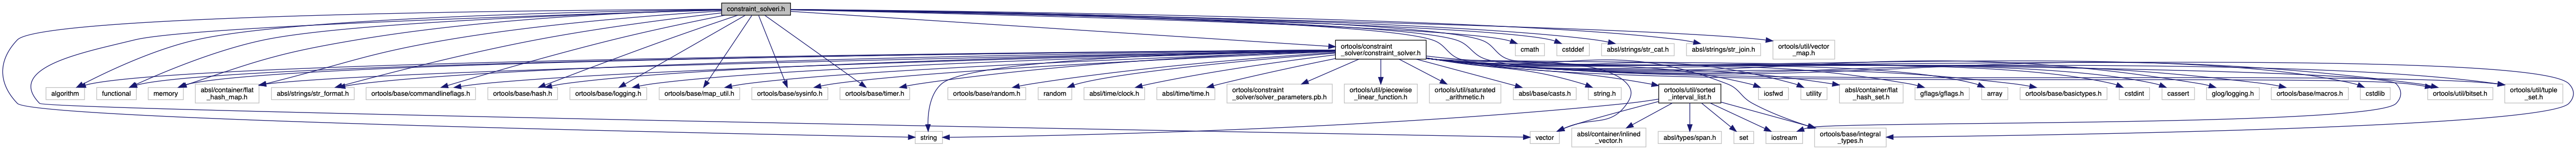 constraint_solveri.h
ortools/constraint
_solver/constraint_solver.h
cmath
cstddef
absl/strings/str_cat.h
absl/strings/str_join.h
ortools/util/vector
_map.h
algorithm
functional
memory
absl/container/flat
_hash_map.h
absl/strings/str_format.h
ortools/base/commandlineflags.h
ortools/base/hash.h
ortools/base/logging.h
ortools/base/map_util.h
ortools/base/sysinfo.h
ortools/base/timer.h
ortools/base/random.h
random
absl/time/clock.h
absl/time/time.h
ortools/constraint
_solver/solver_parameters.pb.h
ortools/util/piecewise
_linear_function.h
ortools/util/saturated
_arithmetic.h
absl/base/casts.h
string.h
ortools/util/sorted
_interval_list.h
iosfwd
utility
absl/container/flat
_hash_set.h
gflags/gflags.h
array
ortools/base/basictypes.h
cstdint
cassert
glog/logging.h
ortools/base/macros.h
cstdlib
ortools/util/bitset.h
ortools/util/tuple
_set.h
string
vector
absl/container/inlined
_vector.h
absl/types/span.h
set
iostream
ortools/base/integral
_types.h